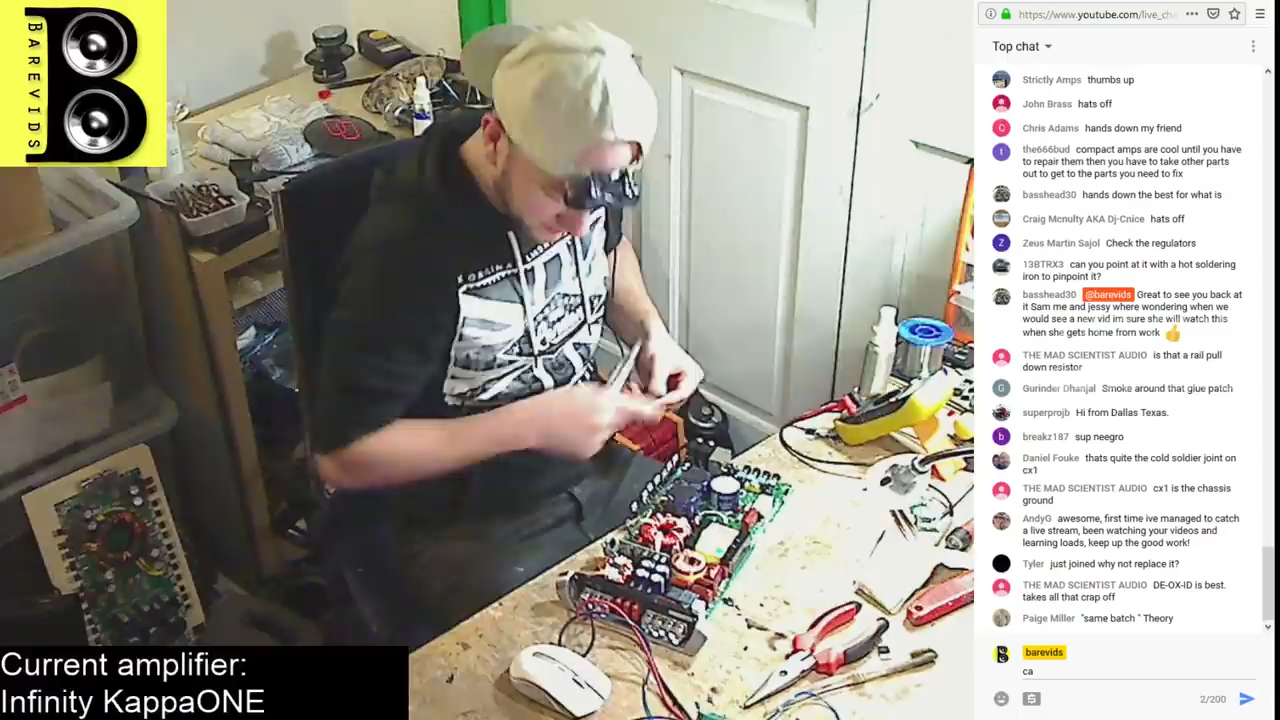 BAREVIDS
https://www.youtube.com/live_cha
Top chat
Strictly Amps thumbs up
John Brass hats off
Chris Adams hands down my friend
the666bud compact amps are cool until you have
to repair them then you have to take other parts
out to get to the parts you need to fix
basshead30 hands down the best for what is
Craig Mcnulty AKA Dj-Cnice hats off
Zeus Martin Sajol Check the regulators
13BTRX3 can you point at it with a hot soldering
iron to pinpoint it?
basshead30 @barevids Great to see you back at
it Sam me and jessy where wondering when we
would see a new vid im sure she will watch this
when she gets home from work
THE MAD SCIENTIST AUDIO is that a rail pull
down resistor
Gurinder Dhanjal Smoke around that glue patch
superprojb Hi from Dallas Texas.
breakz187 sup neegro
Daniel Fouke thats quite the cold soldier joint on
cx1
THE MAD SCIENTIST AUDIO cx1 is the chassis
ground
AndyG awesome, first time ive managed to catch
a live stream, been watching your videos and
learning loads, keep up the good work!
Tyler just joined why not replace it?
THE MAD SCIENTIST AUDIO DE-OX-ID is best.
takes all that crap off
Paige Miller "same batch " Theory
barevids
ca
2/200
Current amplifier:
Infinity KappaONE